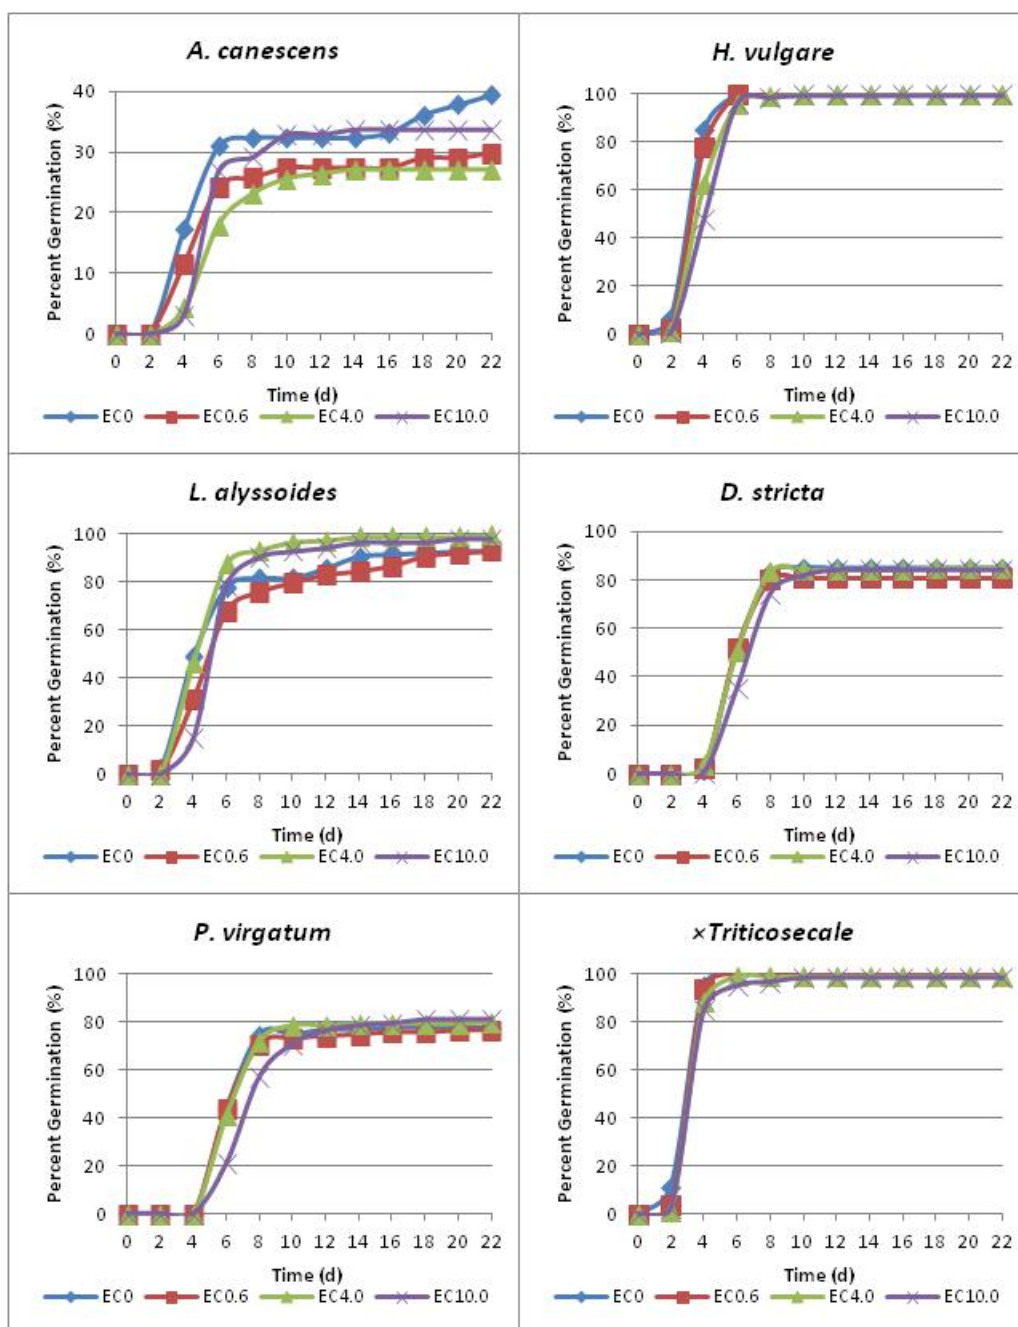 A. canescens
Percent Germination (%)
40
30
20
10
0
0 2 4 6 8 10 12 14 16 18 20 22
Time (d)
EC0 EC0.6 EC4.0 EC10.0
H. vulgare
Percent Germination (%)
100
80
60
40
20
0
0 2 4 6 8 10 12 14 16 18 20 22
Time (d)
EC0 EC0.6 EC4.0 EC10.0
L. alyssoides
Percent Germination (%)
100
80
60
40
20
0
0 2 4 6 8 10 12 14 16 18 20 22
Time (d)
EC0 EC0.6 EC4.0 EC10.0
D. stricta
Percent Germination (%)
100
80
60
40
20
0
0 2 4 6 8 10 12 14 16 18 20 22
Time (d)
EC0 EC0.6 EC4.0 EC10.0
P. virgatum
Percent Germination (%)
100
80
60
40
20
0
0 2 4 6 8 10 12 14 16 18 20 22
Time (d)
EC0 EC0.6 EC4.0 EC10.0
×Triticosecale
Percent Germination (%)
100
80
60
40
20
0
0 2 4 6 8 10 12 14 16 18 20 22
Time (d)
EC0 EC0.6 EC4.0 EC10.0